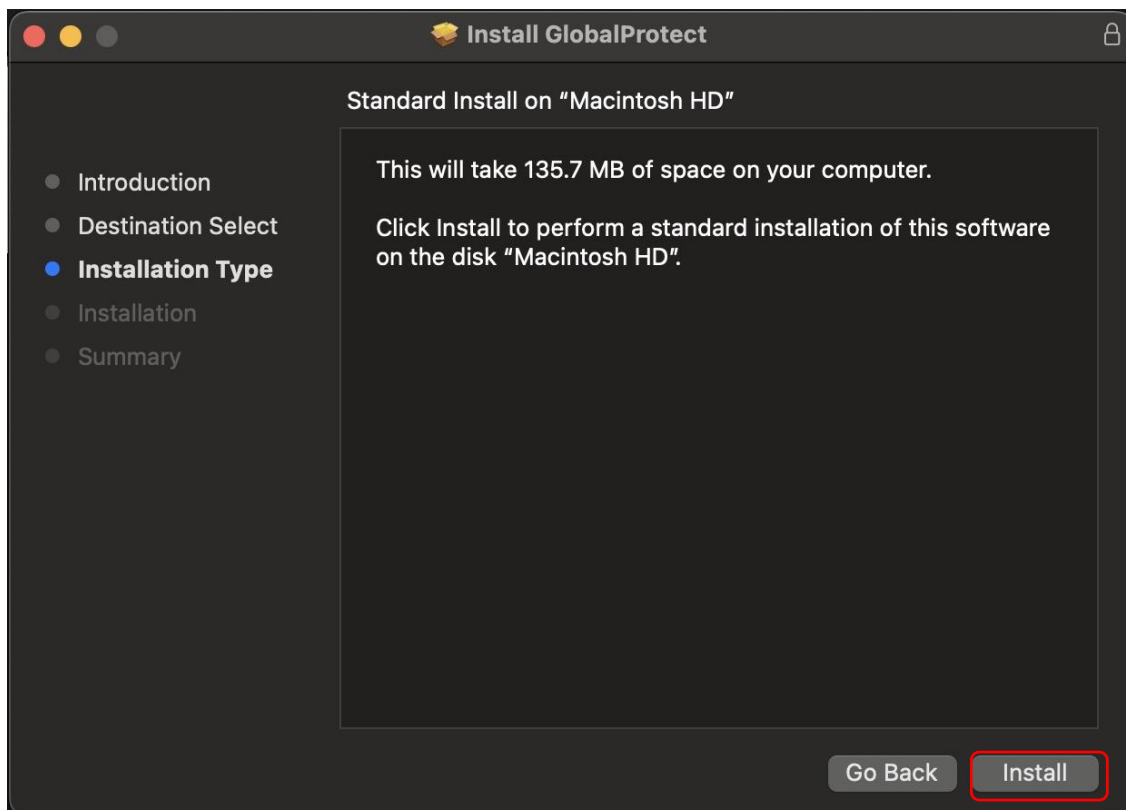 Install GlobalProtect
Standard Install on “Macintosh HD”
Introduction
Destination Select
Installation Type
Installation
Summary
This will take 135.7 MB of space on your computer.
Click Install to perform a standard installation of this software
on the disk “Macintosh HD”.
Go Back
Install